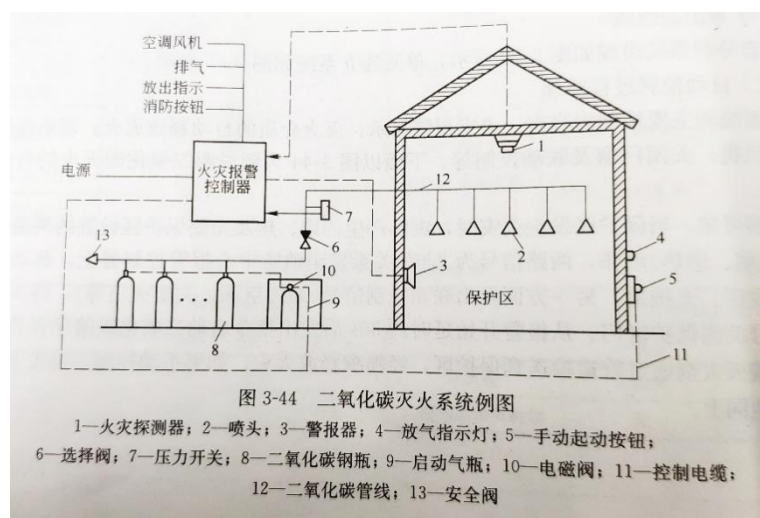 空调风机
排气
放出指示
消防按钮
电源
火灾报警
控制器
1
12
7
13
6
2
4
3
10
5
保护区
9
8
11
图 3-44 二氧化碳灭火系统例图
1—火灾探测器；2—喷头；3—警报器；4—放气指示灯；5—手动起动按钮；
6—选择阀；7—压力开关；8—二氧化碳钢瓶；9—启动气瓶；10—电磁阀；11—控制电缆；
12—二氧化碳管线；13—安全阀